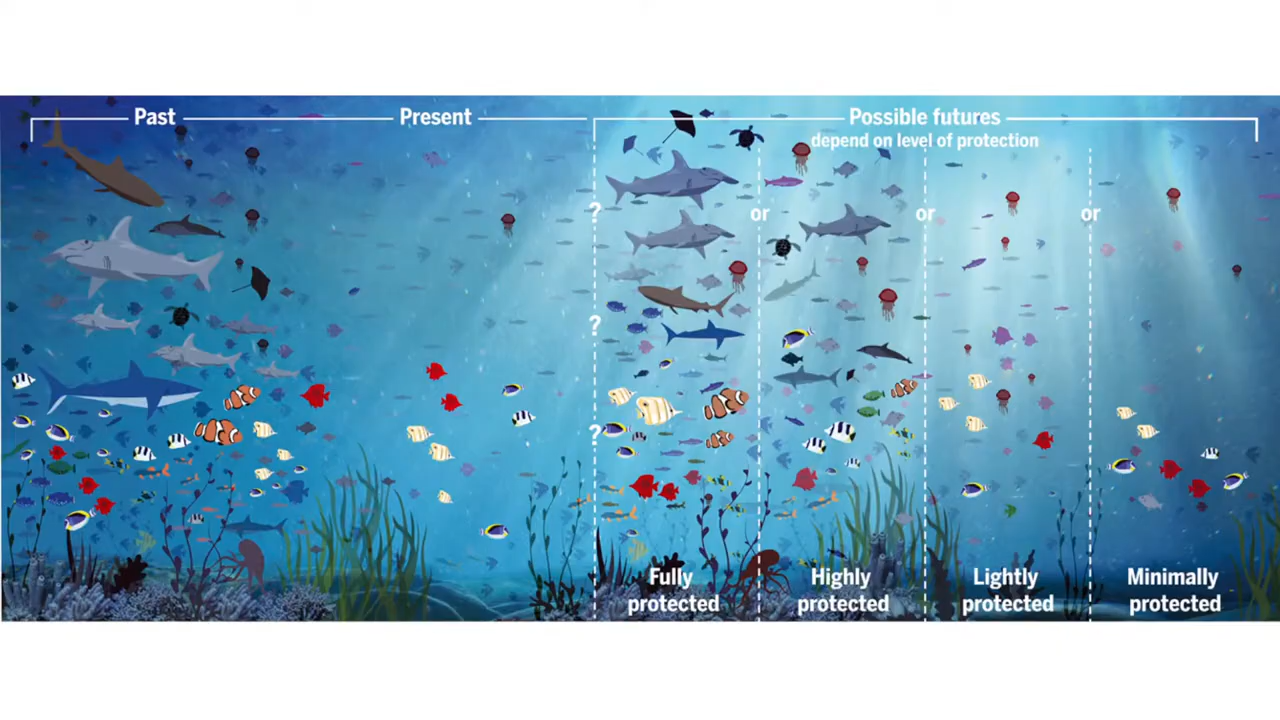 Past
Present
Possible futures
depend on level of protection
?
or
or
or
?
?
Fully
protected
Highly
protected
Lightly
protected
Minimally
protected